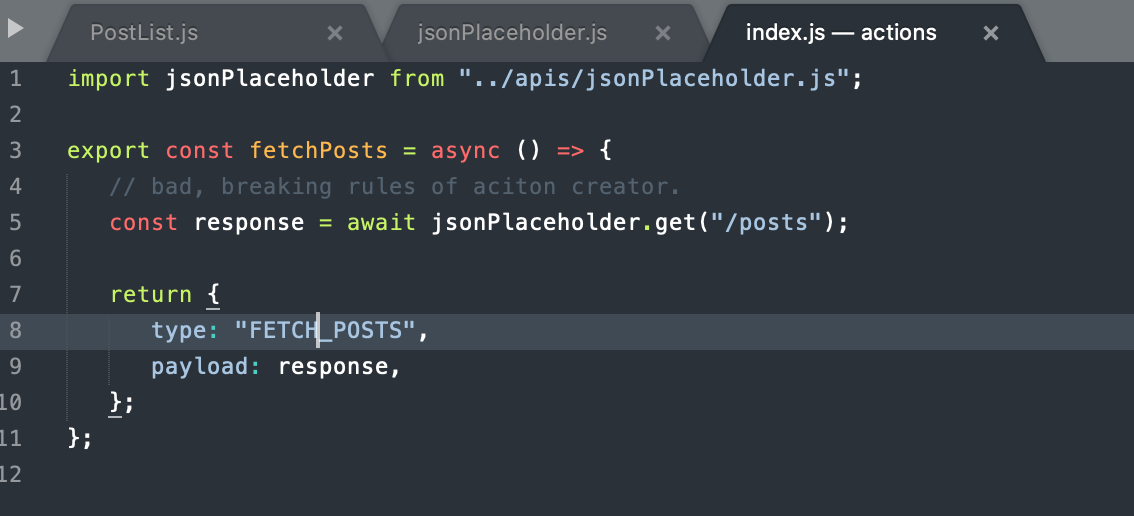 PostList.js × jsonPlaceholder.js × index.js — actions ×
1 import jsonPlaceholder from "../apis/jsonPlaceholder.js";
2
3 export const fetchPosts = async () => {
4 // bad, breaking rules of aciton creator.
5 const response = await jsonPlaceholder.get("/posts");
6
7 return {
8 type: "FETCH_POSTS",
9 payload: response,
10 };
11 };
12